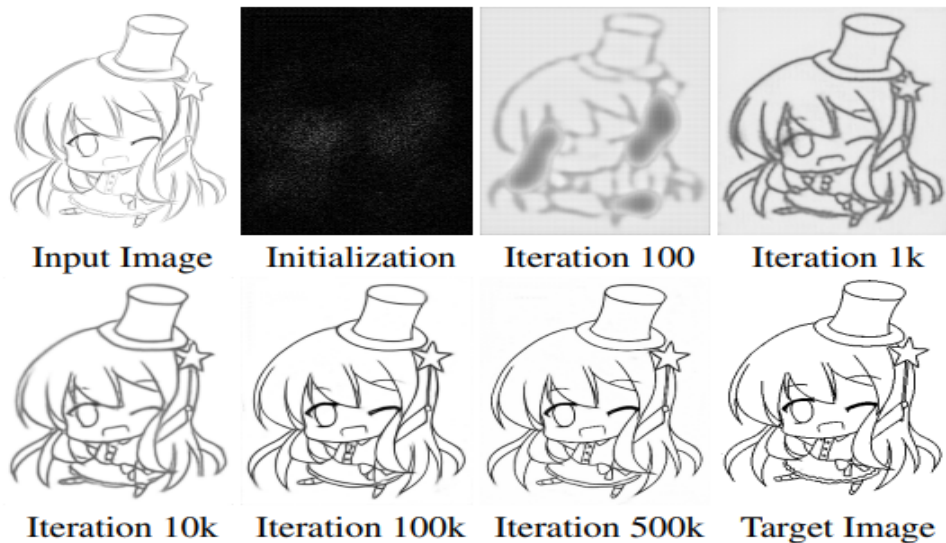 Input Image
Initialization
Iteration 100
Iteration 1k
Iteration 10k
Iteration 100k
Iteration 500k
Target Image